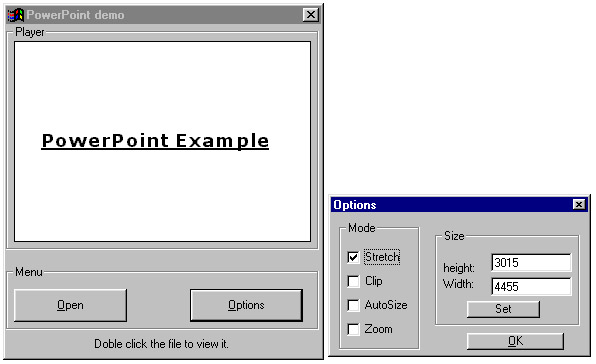 PowerPoint demo
Player
PowerPoint Example
Menu
Open
Options
Doble click the file to view it.
Options
Mode
Stretch
Clip
AutoSize
Zoom
Size
height:
3015
Width:
4455
Set
OK